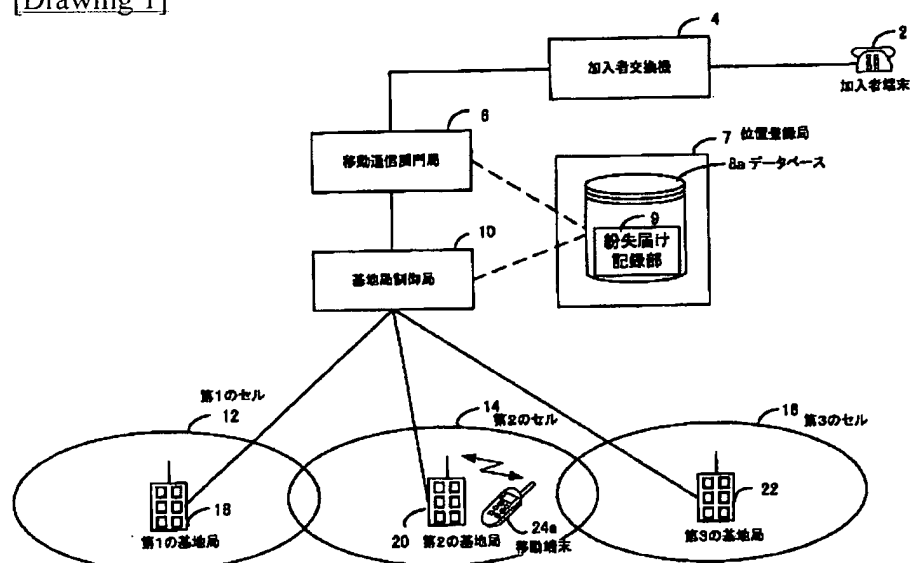 [Drawing 1]
4
2
加入者交換機
加入者端末
6
移動通信関門局
7 位置登録局
8a データベース
9
紛失届け
記録部
10
基地局制御局
第1のセル
12
14
第2のセル
16
第3のセル
18
第1の基地局
20
第2の基地局
24a
移動端末
22
第3の基地局